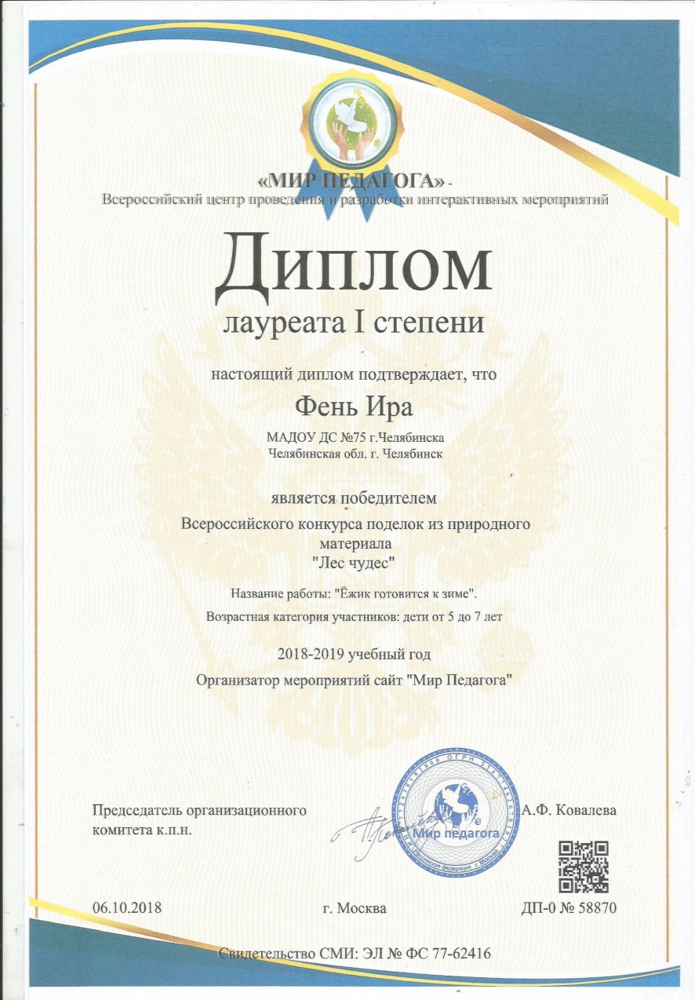 «МИР ПЕДАГОГА» -
Всероссийский центр проведения и разработки интерактивных мероприятий
Диплом
лауреата I степени
настоящий диплом подтверждает, что
Фень Ира
МАДОУ ДС №75 г.Челябинска
Челябинская обл. г. Челябинск
является победителем
Всероссийского конкурса поделок из природного
материала
"Лес чудес"
Название работы: "Ёжик готовится к зиме".
Возрастная категория участников: дети от 5 до 7 лет
2018-2019 учебный год
Организатор мероприятий сайт "Мир Педагога"
Председатель организационного
комитета к.п.н.
А.Ф. Ковалева
Мир педагога
Российская федерация г. Москва
06.10.2018
г. Москва
ДП-0 № 58870
Свидетельство СМИ: ЭЛ № ФС 77-62416